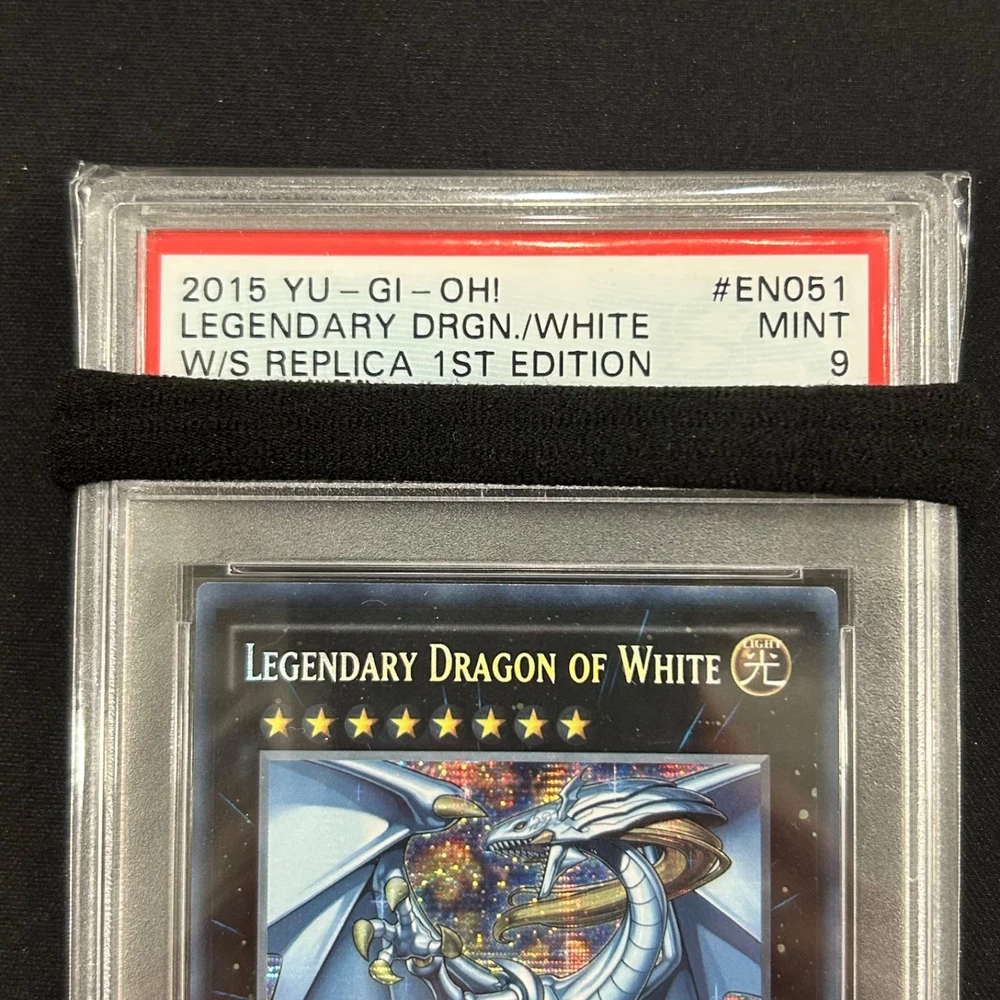 2015 YU-GI-OH! #EN051
LEGENDARY DRGN./WHITE MINT
W/S REPLICA 1ST EDITION 9
LEGENDARY DRAGON OF WHITE
LIGHT
光